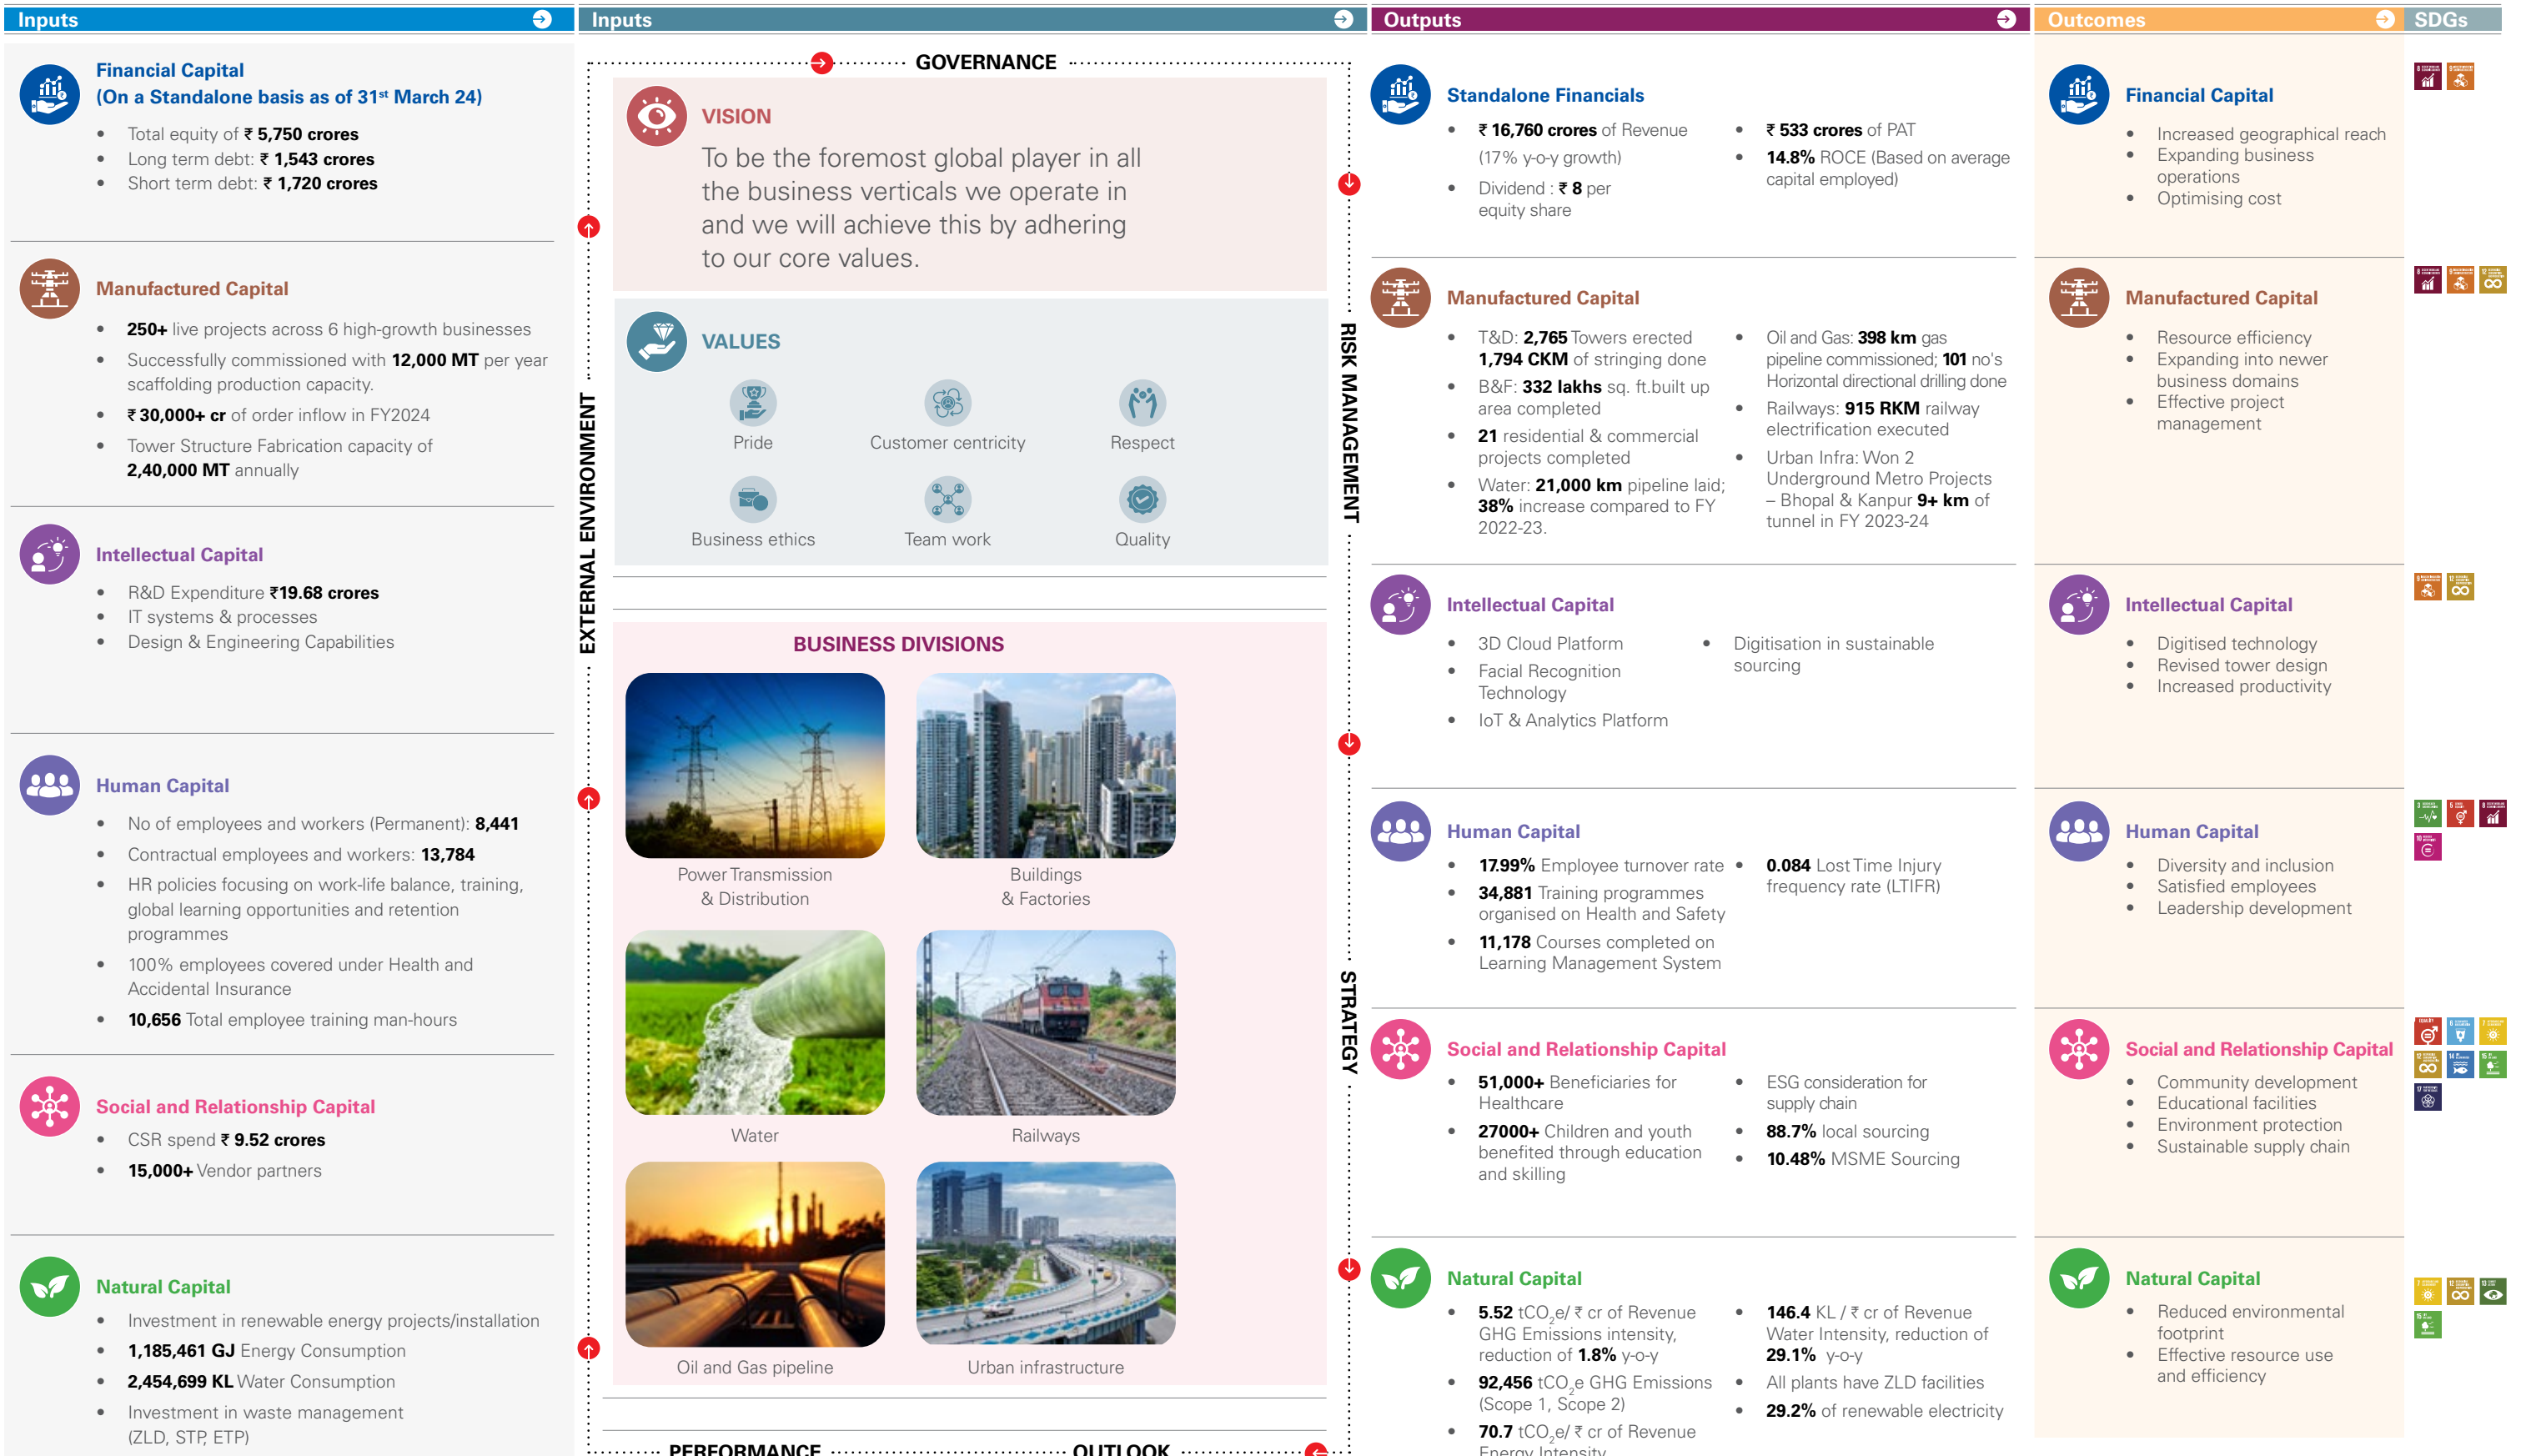 Inputs
Financial Capital
(On a Standalone basis as of 31st March 24)
• Total equity of ₹ 5,750 crores
• Long term debt: ₹ 1,543 crores
• Short term debt: ₹ 1,720 crores
Manufactured Capital
• 250+ live projects across 6 high-growth businesses
• Successfully commissioned with 12,000 MT per year
scaffolding production capacity.
• ₹ 30,000+ cr of order inflow in FY2024
• Tower Structure Fabrication capacity of
2,40,000 MT annually
Intellectual Capital
• R&D Expenditure ₹19.68 crores
• IT systems & processes
• Design & Engineering Capabilities
Human Capital
• No of employees and workers (Permanent): 8,441
• Contractual employees and workers: 13,784
• HR policies focusing on work-life balance, training,
global learning opportunities and retention
programmes
• 100% employees covered under Health and
Accidental Insurance
• 10,656 Total employee training man-hours
Social and Relationship Capital
• CSR spend ₹ 9.52 crores
• 15,000+ Vendor partners
Natural Capital
• Investment in renewable energy projects/installation
• 1,185,461 GJ Energy Consumption
• 2,454,699 KL Water Consumption
• Investment in waste management
(ZLD, STP, ETP)
Inputs
GOVERNANCE
EXTERNAL ENVIRONMENT
VISION
To be the foremost global player in all
the business verticals we operate in
and we will achieve this by adhering
to our core values.
VALUES
Pride
Customer centricity
Respect
Business ethics
Team work
Quality
BUSINESS DIVISIONS
Power Transmission
& Distribution
Buildings
& Factories
Water
Railways
Oil and Gas pipeline
Urban infrastructure
RISK MANAGEMENT
STRATEGY
PERFORMANCE
OUTLOOK
Outputs
Standalone Financials
• ₹ 16,760 crores of Revenue
(17% y-o-y growth)
• Dividend : ₹ 8 per
equity share
• ₹ 533 crores of PAT
• 14.8% ROCE (Based on average
capital employed)
Manufactured Capital
• T&D: 2,765 Towers erected
1,794 CKM of stringing done
• B&F: 332 lakhs sq. ft.built up
area completed
• 21 residential & commercial
projects completed
• Water: 21,000 km pipeline laid;
38% increase compared to FY
2022-23.
• Oil and Gas: 398 km gas
pipeline commissioned; 101 no's
Horizontal directional drilling done
• Railways: 915 RKM railway
electrification executed
• Urban Infra: Won 2
Underground Metro Projects
– Bhopal & Kanpur 9+ km of
tunnel in FY 2023-24
Intellectual Capital
• 3D Cloud Platform
• Facial Recognition
Technology
• IoT & Analytics Platform
• Digitisation in sustainable
sourcing
Human Capital
• 17.99% Employee turnover rate
• 34,881 Training programmes
organised on Health and Safety
• 11,178 Courses completed on
Learning Management System
• 0.084 Lost Time Injury
frequency rate (LTIFR)
Social and Relationship Capital
• 51,000+ Beneficiaries for
Healthcare
• 27000+ Children and youth
benefited through education
and skilling
• ESG consideration for
supply chain
• 88.7% local sourcing
• 10.48% MSME Sourcing
Natural Capital
• 5.52 tCO2e/ ₹ cr of Revenue
GHG Emissions intensity,
reduction of 1.8% y-o-y
• 92,456 tCO2e GHG Emissions
(Scope 1, Scope 2)
• 70.7 tCO2e/ ₹ cr of Revenue
Energy Intensity
• 146.4 KL / ₹ cr of Revenue
Water Intensity, reduction of
29.1% y-o-y
• All plants have ZLD facilities
• 29.2% of renewable electricity
Outcomes
Financial Capital
• Increased geographical reach
• Expanding business
operations
• Optimising cost
Manufactured Capital
• Resource efficiency
• Expanding into newer
business domains
• Effective project
management
Intellectual Capital
• Digitised technology
• Revised tower design
• Increased productivity
Human Capital
• Diversity and inclusion
• Satisfied employees
• Leadership development
Social and Relationship Capital
• Community development
• Educational facilities
• Environment protection
• Sustainable supply chain
Natural Capital
• Reduced environmental
footprint
• Effective resource use
and efficiency
SDGs